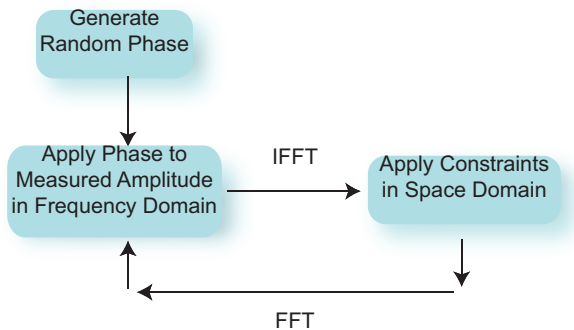 Generate
Random Phase
Apply Phase to
Measured Amplitude
in Frequency Domain
IFFT
Apply Constraints
in Space Domain
FFT